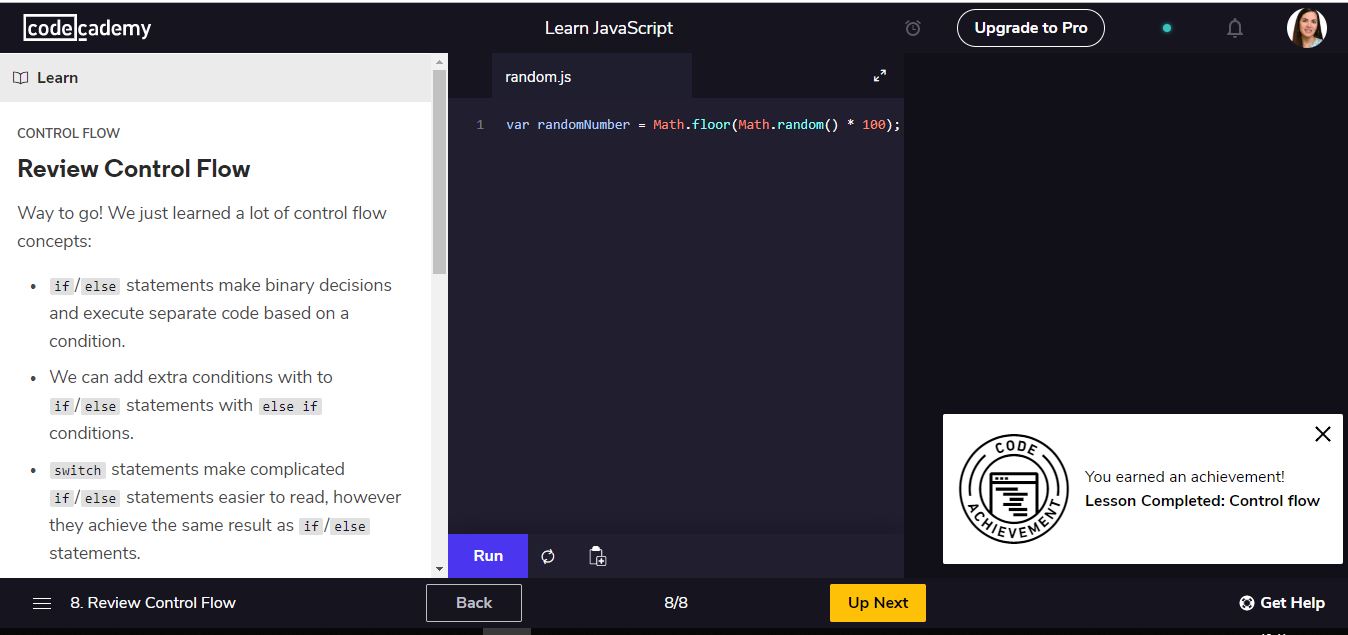 codecademy
Learn JavaScript
Upgrade to Pro
Learn
random.js
CONTROL FLOW
Review Control Flow
Way to go! We just learned a lot of control flow
concepts:
• if/else statements make binary decisions
and execute separate code based on a
condition.
• We can add extra conditions with to
if/else statements with else if
conditions.
• switch statements make complicated
if/else statements easier to read, however
they achieve the same result as if/else
statements.
1 var randomNumber = Math.floor(Math.random() * 100);
CODE ACHIEVEMENT
You earned an achievement!
Lesson Completed: Control flow
Run
8. Review Control Flow
Back
8/8
Up Next
Get Help